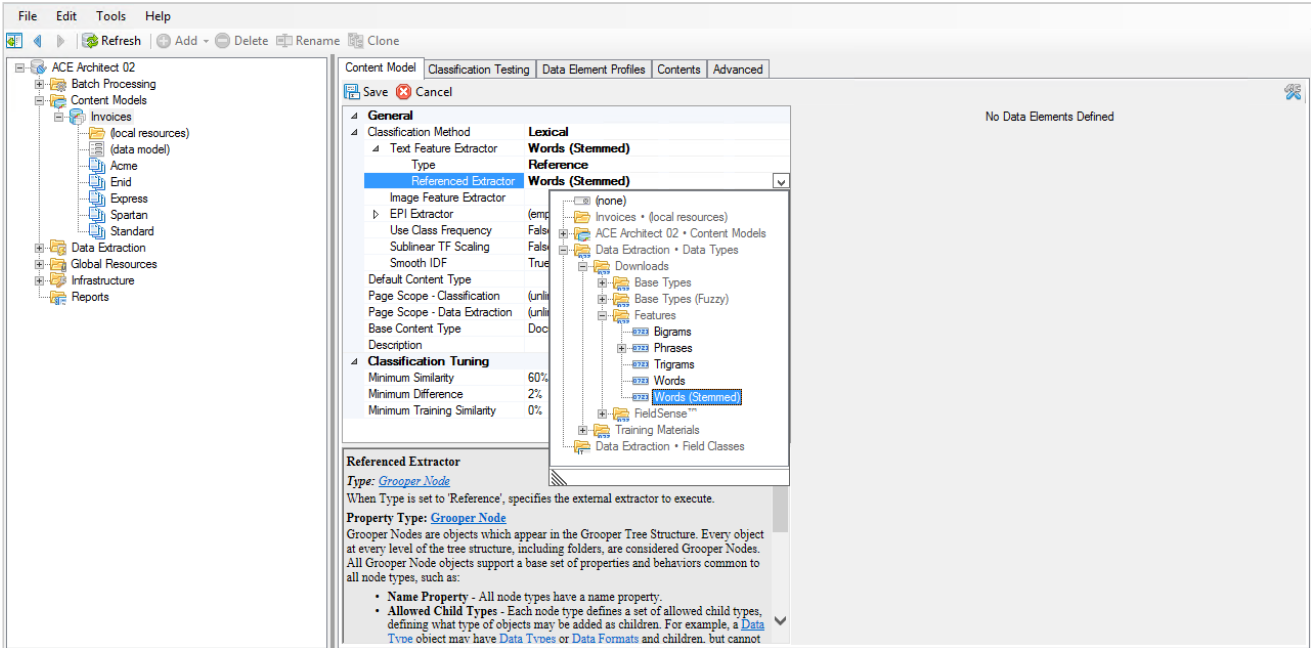 File Edit Tools Help
Refresh Add Delete Rename Clone
ACE Architect 02
Batch Processing
Content Models
Invoices
(local resources)
(data model)
Acme
Enid
Express
Spartan
Standard
Data Extraction
Global Resources
Infrastructure
Reports
Content Model Classification Testing Data Element Profiles Contents Advanced
Save Cancel
General
Classification Method Lexical
Text Feature Extractor Words (Stemmed)
Type Reference
Referenced Extractor Words (Stemmed)
Image Feature Extractor
EPI Extractor (emp
Use Class Frequency Fals
Sublinear TF Scaling Fals
Smooth IDF True
Default Content Type
Page Scope - Classification (unli
Page Scope - Data Extraction (unli
Base Content Type Doc
Description
Classification Tuning
Minimum Similarity 60%
Minimum Difference 2%
Minimum Training Similarity 0%
(none)
Invoices • (local resources)
ACE Architect 02 • Content Models
Data Extraction • Data Types
Downloads
Base Types
Base Types (Fuzzy)
Features
Bigrams
Phrases
Trigrams
Words
Words (Stemmed)
FieldSense™
Training Materials
Data Extraction • Field Classes
Referenced Extractor
Type: Grooper Node
When Type is set to 'Reference', specifies the external extractor to execute.
Property Type: Grooper Node
Grooper Nodes are objects which appear in the Grooper Tree Structure. Every object
at every level of the tree structure, including folders, are considered Grooper Nodes.
All Grooper Node objects support a base set of properties and behaviors common to
all node types, such as:
• Name Property - All node types have a name property.
• Allowed Child Types - Each node type defines a set of allowed child types,
defining what type of objects may be added as children. For example, a Data
Type object may have Data Types or Data Formats and children, but cannot
No Data Elements Defined